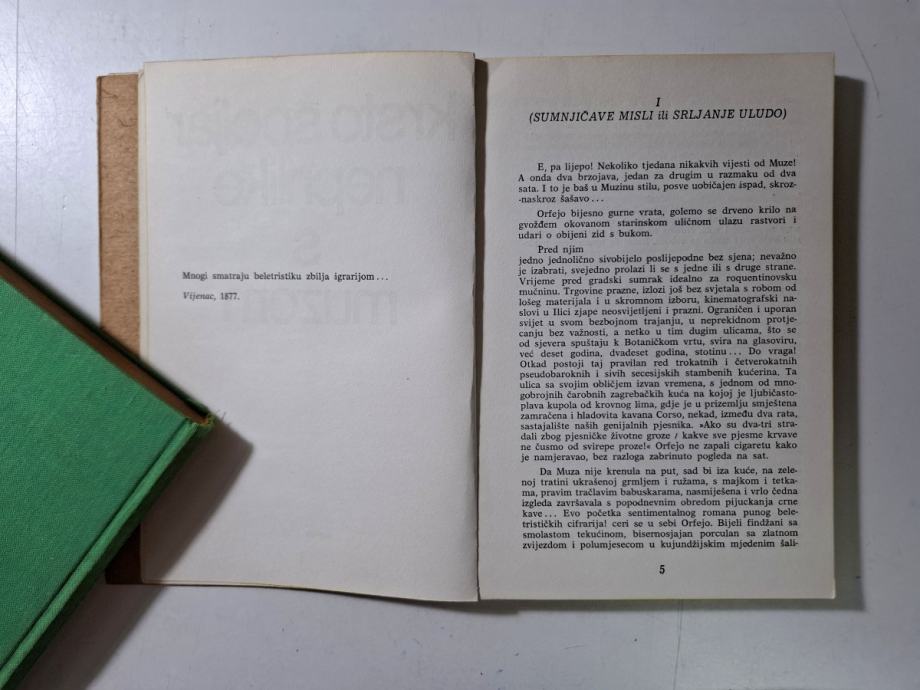 Mnogi smatraju beletristiku zbilja igrarijom...
Vijenac, 1877.
I
(SUMNJIČAVE MISLI ili SRLJANJE ULUDO)
E, pa lijepo! Nekoliko tjedana nikakvih vijesti od Muze!
A onda dva brzojava, jedan za drugim u razmaku od dva
sata. I to je baš u Muzinu stilu, posve uobičajen ispad, skroz-
-naskroz šašavo...
Orfejo bijesno gurne vrata, golemo se drveno krilo na
gvožđem okovanom starinskom uličnom ulazu rastvori i
udari o obijeni zid s bukom.
Pred njim
jedno jednolično sivobijelo poslijepodne bez sjena; nevažno
je izabrati, svejedno prolazi li se s jedne ili s druge strane.
Vrijeme pred gradski sumrak idealno za roquentinovsku
mučninu. Trgovine prazne, izlozi još bez svjetala s robom od
lošeg materijala i u skromnom izboru, kinematografski na-
slovi u Ilici zjape neosvijetljeni i prazni. Ograničen i uporan
svijet u svom bezbojnom trajanju, u neprekidnom protje-
canju bez važnosti, a netko u tim dugim ulicama, što se
od sjevera spuštaju k Botaničkom vrtu, svira na glasoviru,
već deset godina, dvadeset godina, stotinu... Do vraga!
Otkad postoji taj pravilan red trokatnih i četverokatnih
pseudobaroknih i sivih secesijskih stambenih kućerina. Ta
ulica sa svojim obličjem izvan vremena, s jednom od mno-
gobrojnih čarobnih zagrebačkih kuća na kojoj je ljubičasto-
plava kupola od krovnog lima, gdje je u prizemlju smještena
zamračena i hladovita kavana Corso, nekad, između dva rata,
sastajalište naših genijalnih pjesnika. »Ako su dva-tri stra-
dali zbog pjesničke životne groze / kakve sve pjesme krvave
ne čusmo od svirepe proze!« Orfejo ne zapali cigaretu kako
je namjeravao, bez razloga zabrinuto pogleda na sat.
Da Muza nije krenula na put, sad bi iza kuće, na zele-
noj tratini ukrašenoj grmljem i ružama, s majkom i tetka-
ma, pravim tračlavim babuskarama, nasmiješena i vrlo čedna
izgleda završavala s popodnevnim obredom pijuckanja crne
kave... Evo početka sentimentalnog romana punog bele-
trističkih cifrarija! ceri se u sebi Orfejo. Bijeli findžani sa
smolastom tekućinom, bisernosjajan porculan sa zlatnom
zvijezdom i polumjesecom u kujundžijskim mjedenim šali-
5